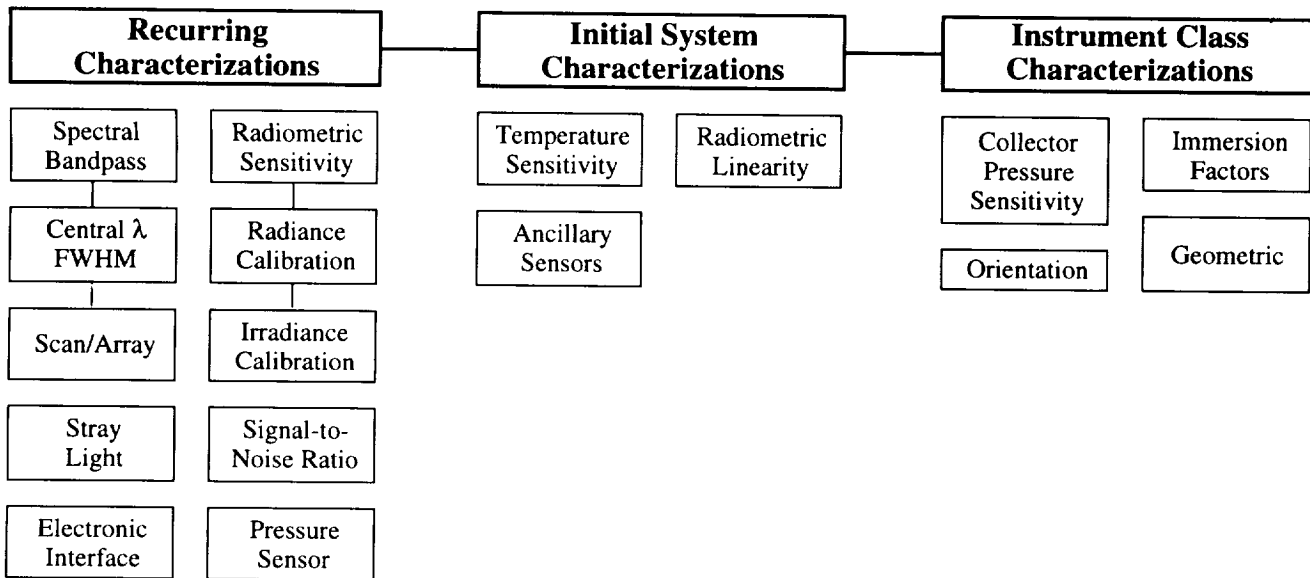 Recurring
Characterizations
Initial System
Characterizations
Instrument Class
Characterizations
Spectral
Bandpass
Radiometric
Sensitivity
Temperature
Sensitivity
Radiometric
Linearity
Collector
Pressure
Sensitivity
Immersion
Factors
Central λ
FWHM
Radiance
Calibration
Ancillary
Sensors
Orientation
Geometric
Scan/Array
Irradiance
Calibration
Stray
Light
Signal-to-
Noise Ratio
Electronic
Interface
Pressure
Sensor